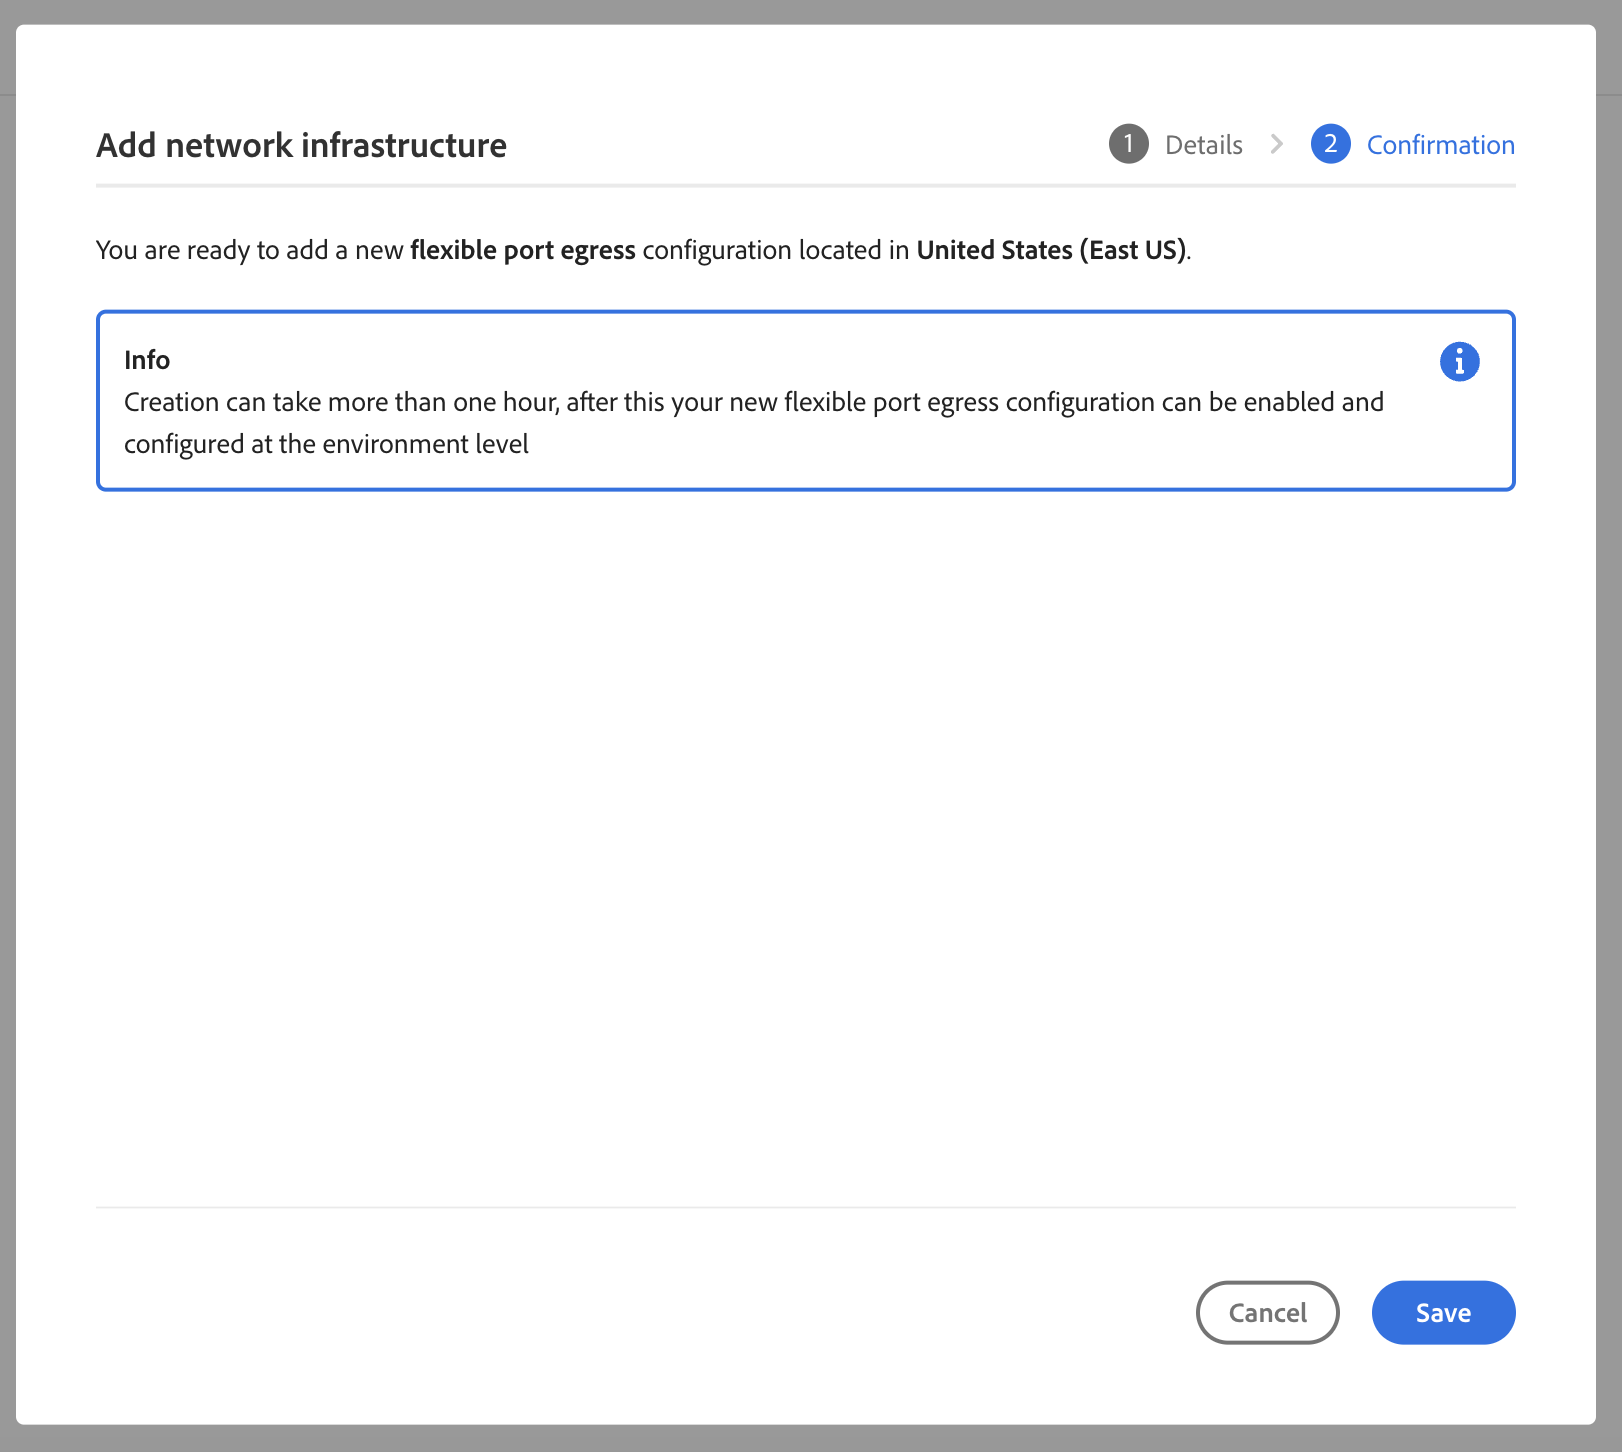 Add network infrastructure
1 Details > 2 Confirmation
You are ready to add a new flexible port egress configuration located in United States (East US).
Info
Creation can take more than one hour, after this your new flexible port egress configuration can be enabled and
configured at the environment level
Cancel
Save